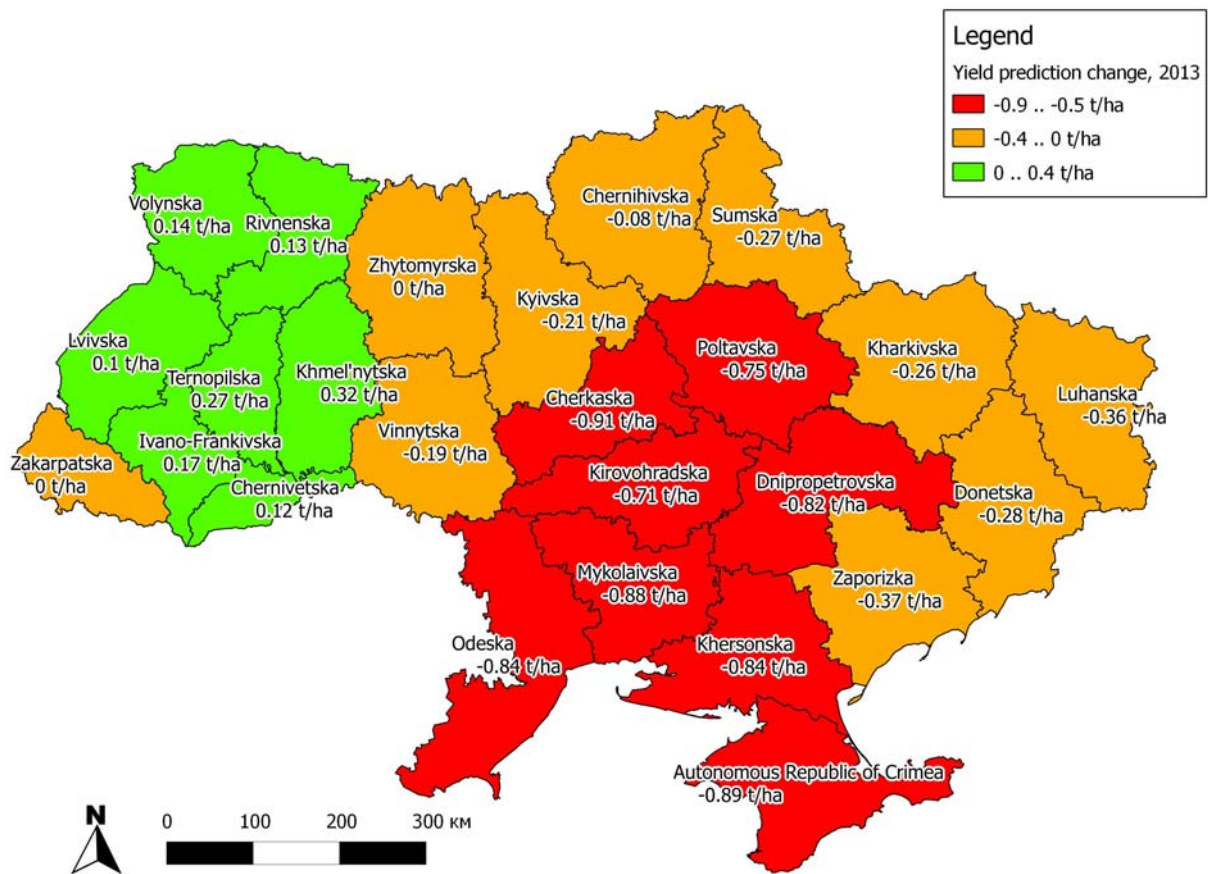 Legend
Yield prediction change, 2013
-0.9 .. -0.5 t/ha
-0.4 .. 0 t/ha
0 .. 0.4 t/ha
Volynska
0.14 t/ha
Rivnenska
0.13 t/ha
Zhytomyrska
0 t/ha
Kyivska
-0.21 t/ha
Chernihivska
-0.08 t/ha
Sumska
-0.27 t/ha
Lvivska
0.1 t/ha
Ternopilska
0.27 t/ha
Khmel'nytska
0.32 t/ha
Cherkaska
-0.91 t/ha
Poltavska
-0.75 t/ha
Kharkivska
-0.26 t/ha
Luhanska
-0.36 t/ha
Zakarpatska
0 t/ha
Ivano-Frankivska
0.17 t/ha
Chernivetska
0.12 t/ha
Vinnytska
-0.19 t/ha
Kirovohradska
-0.71 t/ha
Dnipropetrovska
-0.82 t/ha
Donetska
-0.28 t/ha
Mykolaivska
-0.88 t/ha
Zaporizka
-0.37 t/ha
Odeska
-0.84 t/ha
Khersonska
-0.84 t/ha
Autonomous Republic of Crimea
-0.89 t/ha
N
0 100 200 300 км